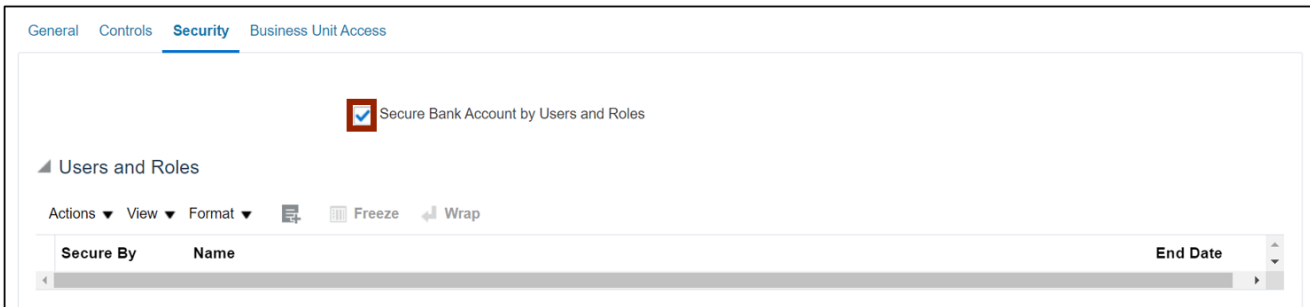 General Controls Security Business Unit Access
Secure Bank Account by Users and Roles
Users and Roles
Actions View Format Freeze Wrap
Secure By Name End Date